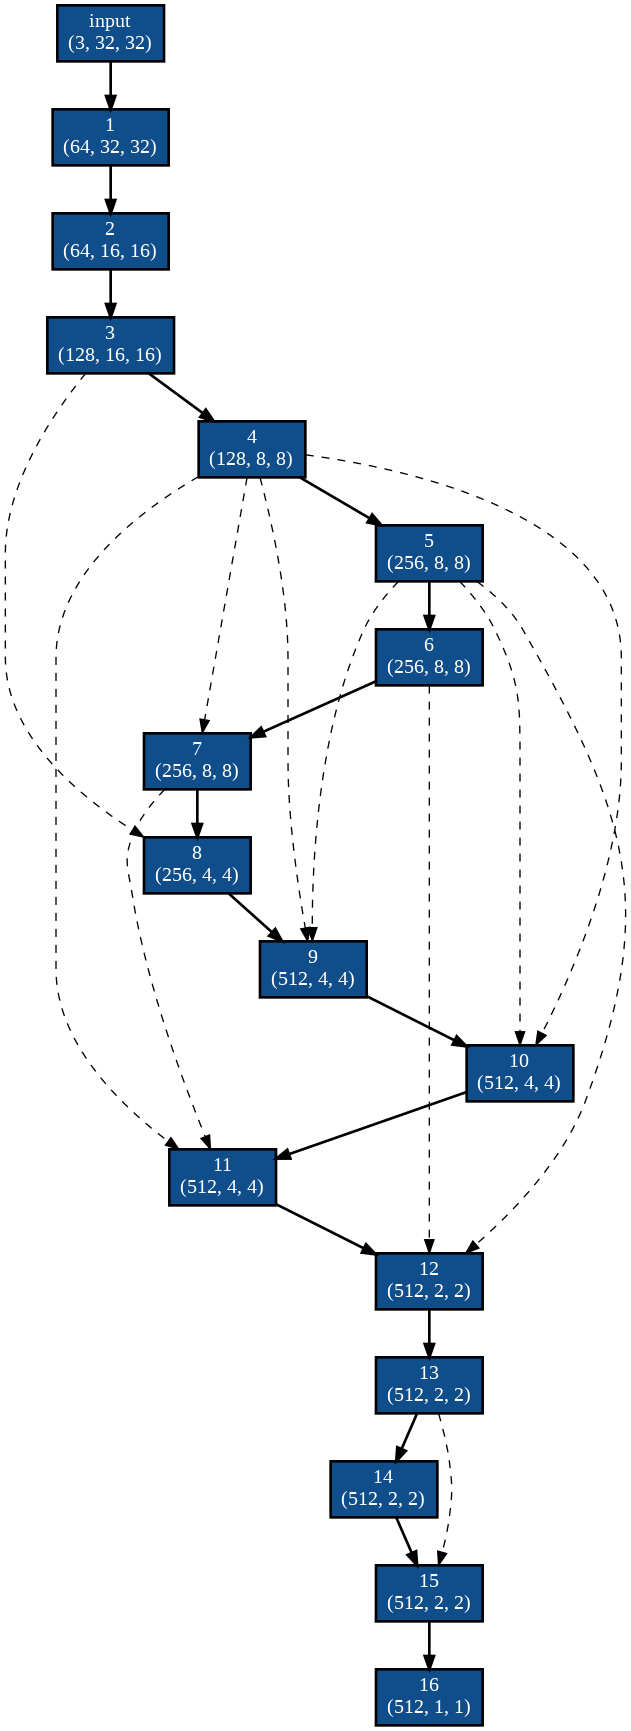 input
(3, 32, 32)
1
(64, 32, 32)
2
(64, 16, 16)
3
(128, 16, 16)
4
(128, 8, 8)
5
(256, 8, 8)
6
(256, 8, 8)
7
(256, 8, 8)
8
(256, 4, 4)
9
(512, 4, 4)
10
(512, 4, 4)
11
(512, 4, 4)
12
(512, 2, 2)
13
(512, 2, 2)
14
(512, 2, 2)
15
(512, 2, 2)
16
(512, 1, 1)